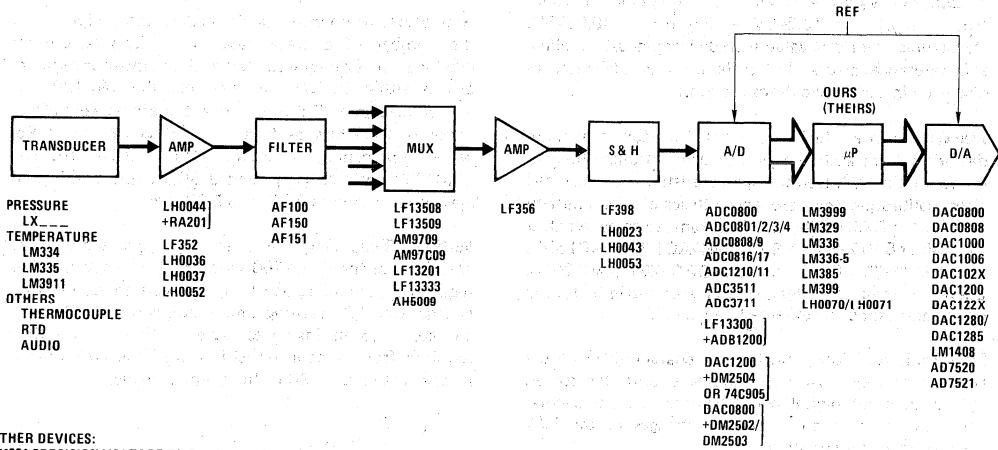 REF
OURS
(THEIRS)
TRANSDUCER
AMP
FILTER
MUX
AMP
S & H
A/D
μP
D/A
PRESSURE
LX_ _ _
TEMPERATURE
LM334
LM335
LM3911
OTHERS
THERMOCOUPLE
RTD
AUDIO
LH0044
+RA201
LF352
LH0036
LH0037
LH0052
AF100
AF150
AF151
LF13508
LF13509
AM9709
AM97C09
LF13201
LF13333
AH5009
LF356
LF398
LH0023
LH0043
LH0053
ADC0800
ADC0801/2/3/4
ADC0808/9
ADC0816/17
ADC1210/11
ADC3511
ADC3711
LF13300
+ADB1200
DAC1200
+DM2504
OR 74C905
DAC0800
+DM2502/
DM2503
LM3999
LM329
LM336
LM336-5
LM385
LM399
LH0070/LH0071
DAC0800
DAC0808
DAC1000
DAC1006
DAC102X
DAC1200
DAC122X
DAC1280/
DAC1285
LM1408
AD7520
AD7521
THER DEVICES: